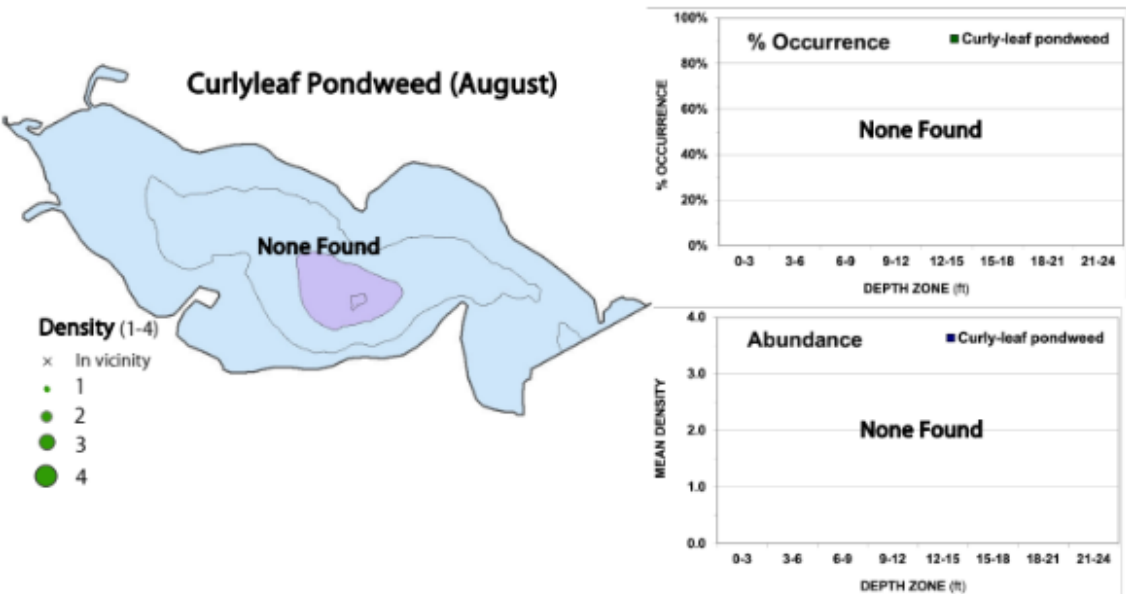 Curlyleaf Pondweed (August)
None Found
Density (1-4)
In vicinity
1
2
3
4
% Occurrence
Curly-leaf pondweed
None Found
% OCCURRENCE
100%
80%
60%
40%
20%
0%
0-3 3-6 6-9 9-12 12-15 15-18 18-21 21-24
DEPTH ZONE (ft)
Abundance
Curly-leaf pondweed
None Found
MEAN DENSITY
4.0
3.0
2.0
1.0
0.0
0-3 3-6 6-9 9-12 12-15 15-18 18-21 21-24
DEPTH ZONE (ft)